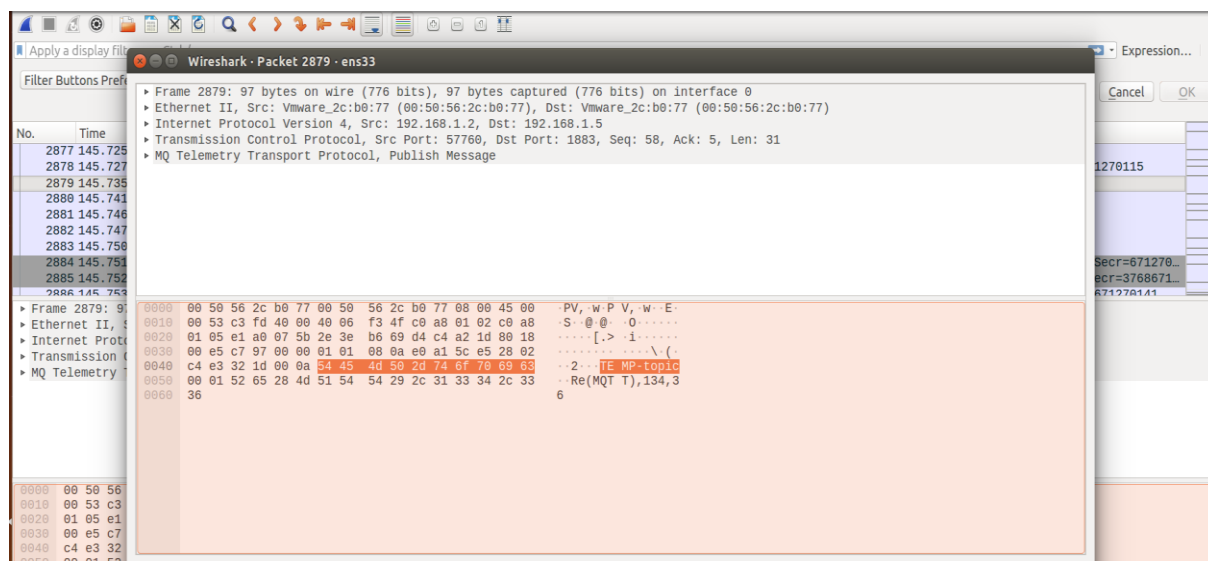 Apply a display filt
Expression...
Wireshark · Packet 2879 · ens33
Filter Buttons Prefe
Cancel
OK
Frame 2879: 97 bytes on wire (776 bits), 97 bytes captured (776 bits) on interface 0
Ethernet II, Src: Vmware_2c:b0:77 (00:50:56:2c:b0:77), Dst: Vmware_2c:b0:77 (00:50:56:2c:b0:77)
Internet Protocol Version 4, Src: 192.168.1.2, Dst: 192.168.1.5
Transmission Control Protocol, Src Port: 57760, Dst Port: 1883, Seq: 58, Ack: 5, Len: 31
MQ Telemetry Transport Protocol, Publish Message
No. Time
2877 145.725
2878 145.727 1270115
2879 145.735
2880 145.741
2881 145.746
2882 145.747
2883 145.750
2884 145.751 Secr=671270…
2885 145.752 ecr=3768671…
2886 145.753 671270141
Frame 2879: 9
Ethernet II, S
Internet Proto
Transmission (
MQ Telemetry T
0000 00 50 56 2c b0 77 00 50 56 2c b0 77 08 00 45 00 ·PV,·w·P V,·w··E·
0010 00 53 c3 fd 40 00 40 06 f3 4f c0 a8 01 02 c0 a8 ·S··@·@· ·O······
0020 01 05 e1 a0 07 5b 2e 3e b6 69 d4 c4 a2 1d 80 18 ·····[.> ·i······
0030 00 e5 c7 97 00 00 01 01 08 0a e0 a1 5c e5 28 02 ········ ····\·(·
0040 c4 e3 32 1d 00 0a 54 45 4d 50 2d 74 6f 70 69 63 ··2···TE MP-topic
0050 00 01 52 65 28 4d 51 54 54 29 2c 31 33 34 2c 33 ··Re(MQT T),134,3
0060 36 6
0000 00 50 56
0010 00 53 c3
0020 01 05 e1
0030 00 e5 c7
0040 c4 e3 32